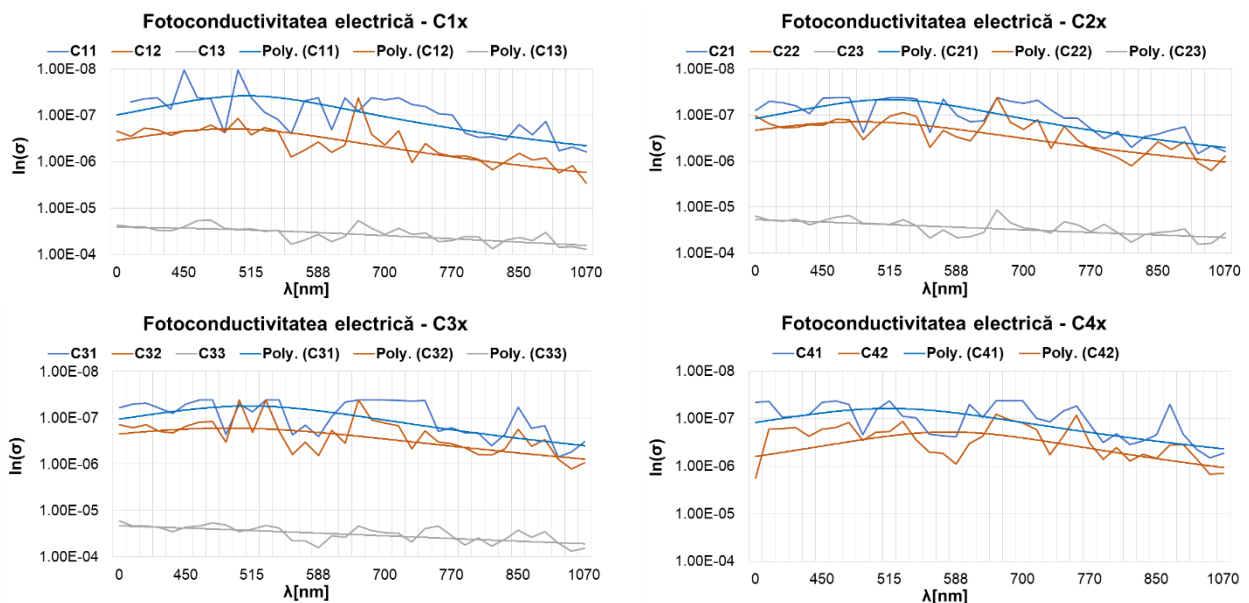 Fotoconductivitatea electrică - C1x
C11 C12 C13 Poly. (C11) Poly. (C12) Poly. (C13)
1.00E-08
1.00E-07
1.00E-06
1.00E-05
1.00E-04
ln(σ)
0 450 515 588 700 770 850 1070
λ[nm]
Fotoconductivitatea electrică - C2x
C21 C22 C23 Poly. (C21) Poly. (C22) Poly. (C23)
1.00E-08
1.00E-07
1.00E-06
1.00E-05
1.00E-04
ln(σ)
0 450 515 588 700 770 850 1070
λ[nm]
Fotoconductivitatea electrică - C3x
C31 C32 C33 Poly. (C31) Poly. (C32) Poly. (C33)
1.00E-08
1.00E-07
1.00E-06
1.00E-05
1.00E-04
ln(σ)
0 450 515 588 700 770 850 1070
λ[nm]
Fotoconductivitatea electrică - C4x
C41 C42 Poly. (C41) Poly. (C42)
1.00E-08
1.00E-07
1.00E-06
1.00E-05
1.00E-04
ln(σ)
0 450 515 588 700 770 850 1070
λ[nm]